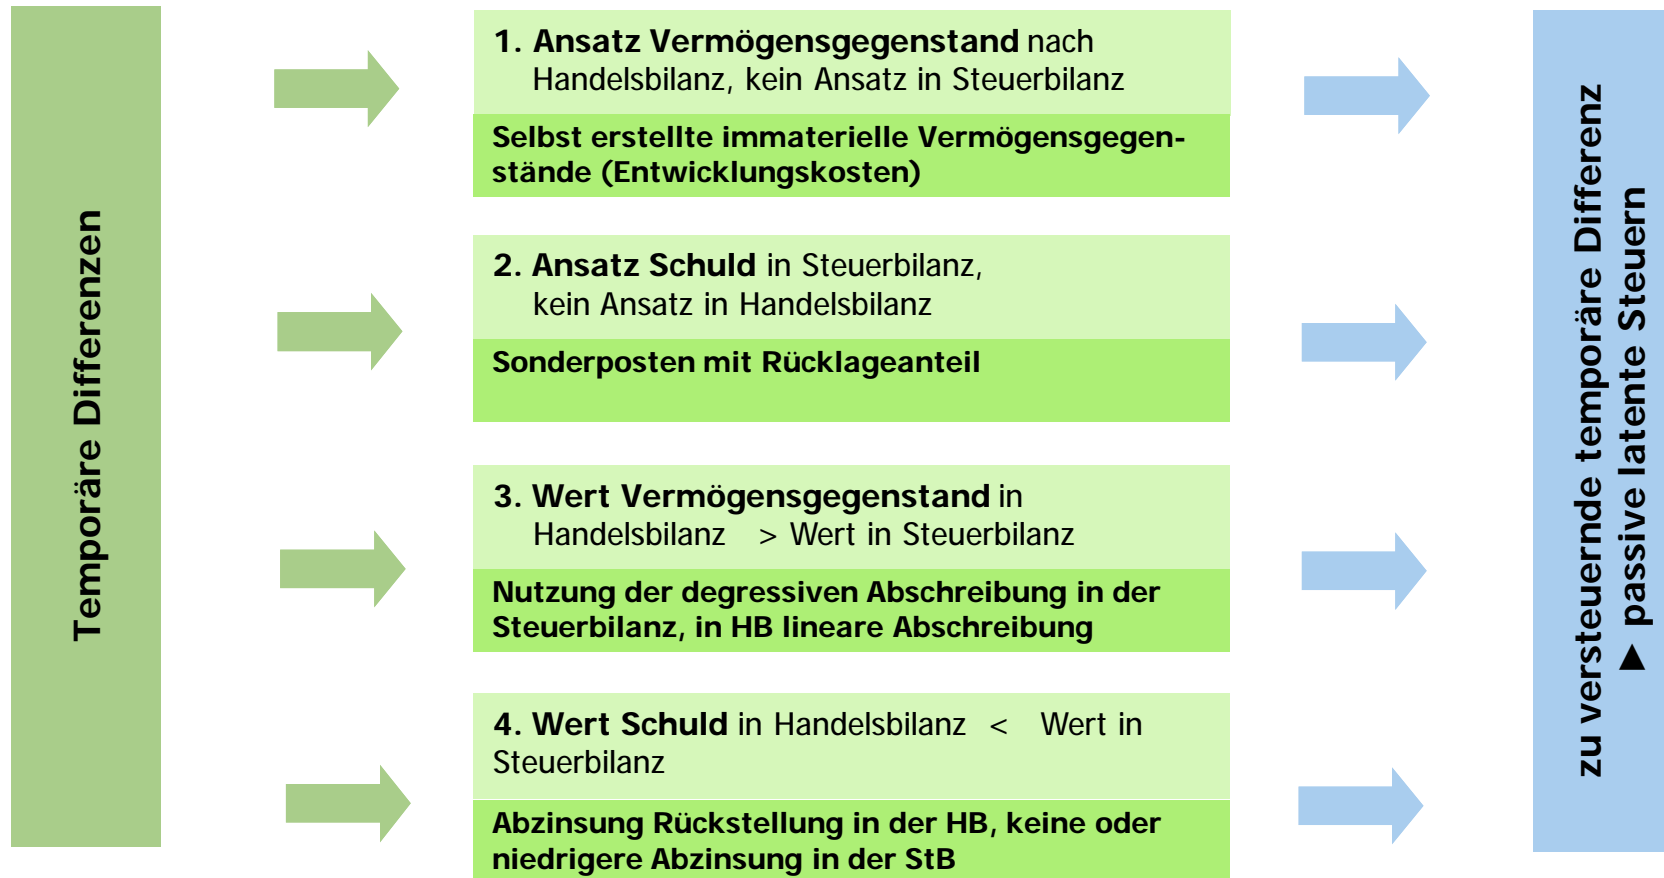 Temporäre Differenzen
1. Ansatz Vermögensgegenstand nach
Handelsbilanz, kein Ansatz in Steuerbilanz
Selbst erstellte immaterielle Vermögensgegen-
stände (Entwicklungskosten)
2. Ansatz Schuld in Steuerbilanz,
kein Ansatz in Handelsbilanz
Sonderposten mit Rücklageanteil
3. Wert Vermögensgegenstand in
Handelsbilanz > Wert in Steuerbilanz
Nutzung der degressiven Abschreibung in der
Steuerbilanz, in HB lineare Abschreibung
4. Wert Schuld in Handelsbilanz < Wert in
Steuerbilanz
Abzinsung Rückstellung in der HB, keine oder
niedrigere Abzinsung in der StB
zu versteuernde temporäre Differenz
► passive latente Steuern